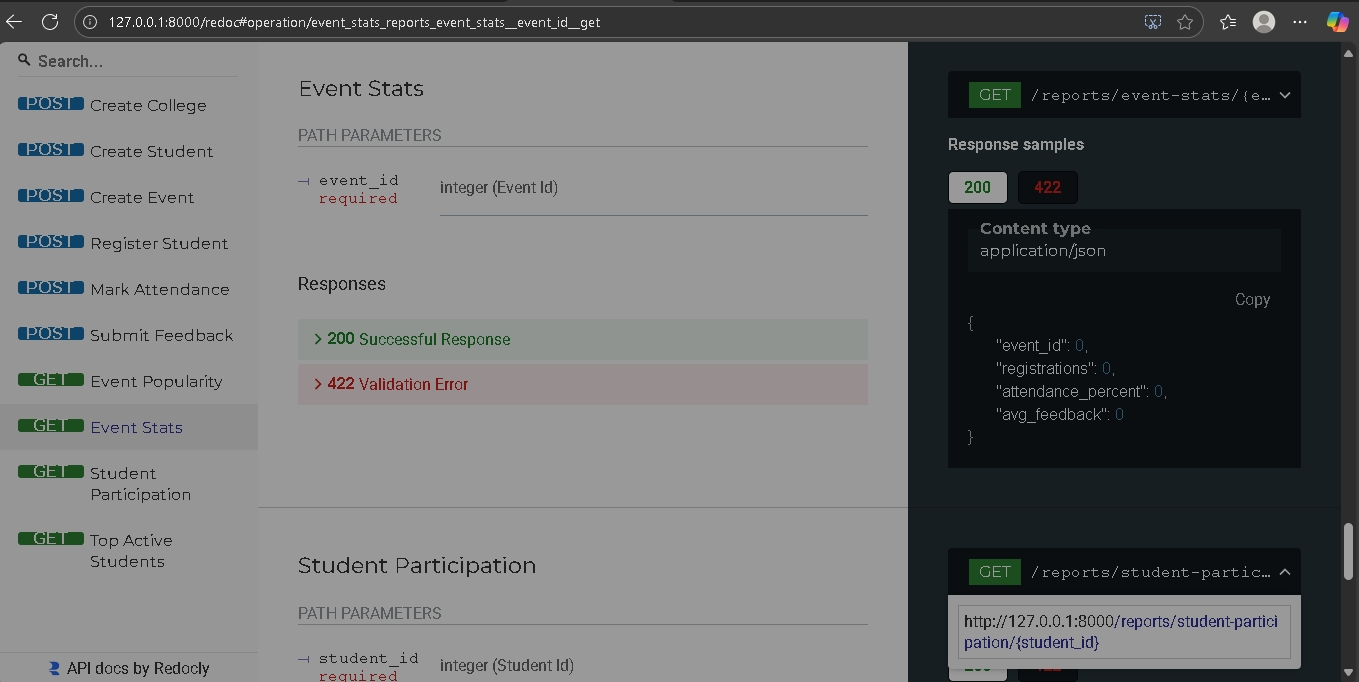 127.0.0.1:8000/redoc#operation/event_stats_reports_event_stats__event_id__get
Search...
POST Create College
POST Create Student
POST Create Event
POST Register Student
POST Mark Attendance
POST Submit Feedback
GET Event Popularity
GET Event Stats
GET Student
Participation
GET Top Active
Students
API docs by Redocly
Event Stats
PATH PARAMETERS
event_id
required
integer (Event Id)
Responses
200 Successful Response
422 Validation Error
Student Participation
PATH PARAMETERS
student_id
required
integer (Student Id)
GET /reports/event-stats/{e…
Response samples
200 422
Content type
application/json
Copy
{
"event_id": 0,
"registrations": 0,
"attendance_percent": 0,
"avg_feedback": 0
}
GET /reports/student-partic…
http://127.0.0.1:8000/reports/student-partici
pation/{student_id}
200 422